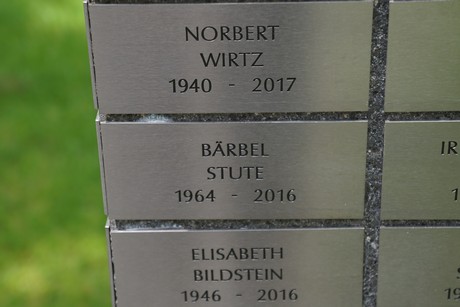 NORBERT
WIRTZ
1940 - 2017
BÄRBEL
STUTE
1964 - 2016
ELISABETH
BILDSTEIN
1946 - 2016